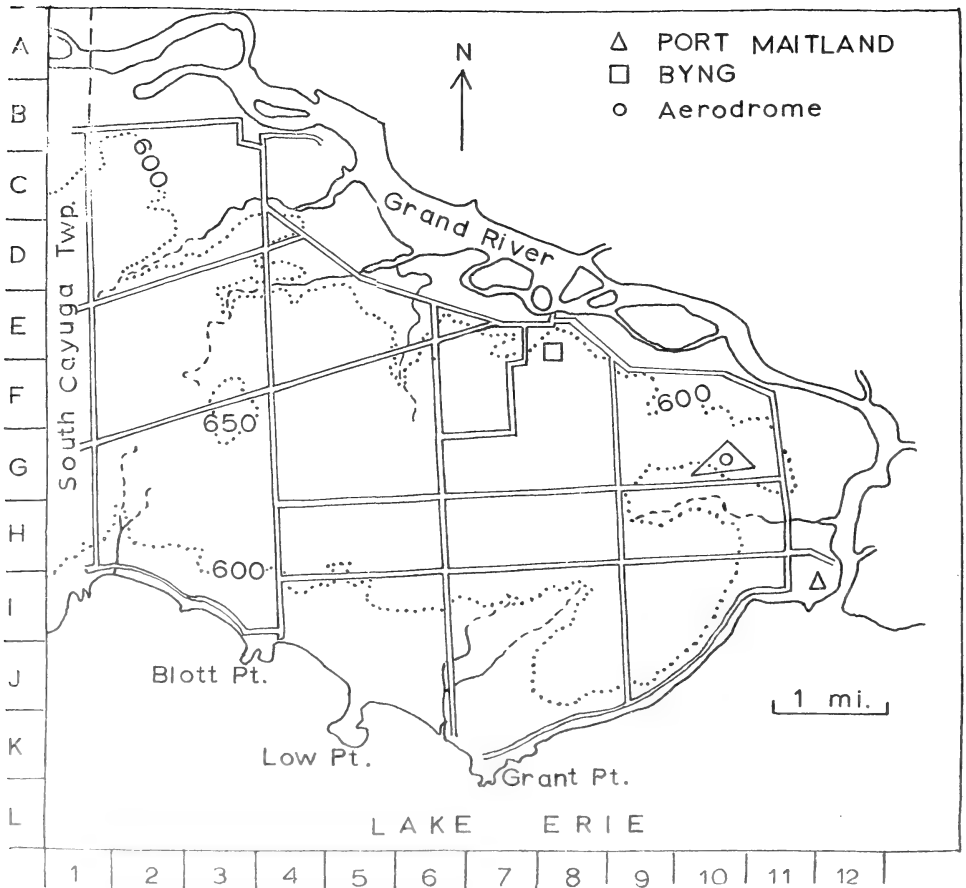 A
B
C
D
E
F
G
H
I
J
K
L
N
PORT MAITLAND
BYNG
Aerodrome
600
Grand River
South Cayuga Twp.
600
650
600
Blott Pt.
1 mi.
Low Pt.
Grant Pt.
LAKE ERIE
1 2 3 4 5 6 7 8 9 10 11 12